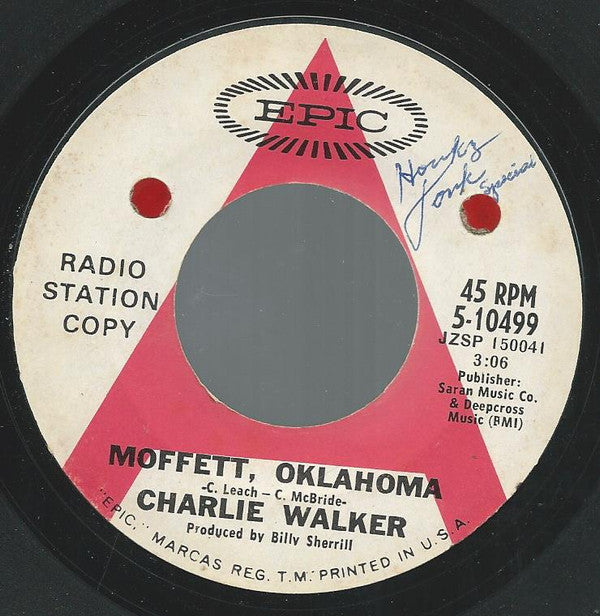 EPIC
Honky
Tonk
Special
RADIO
STATION
COPY
45 RPM
5-10499
JZSP 150041
3:06
Publisher:
Saran Music Co.
& Deepcross
Music (BMI)
MOFFETT, OKLAHOMA
-C. Leach - C. McBride-
CHARLIE WALKER
Produced by Billy Sherrill
"EPIC," MARCAS REG. T.M. PRINTED IN U.S.A.